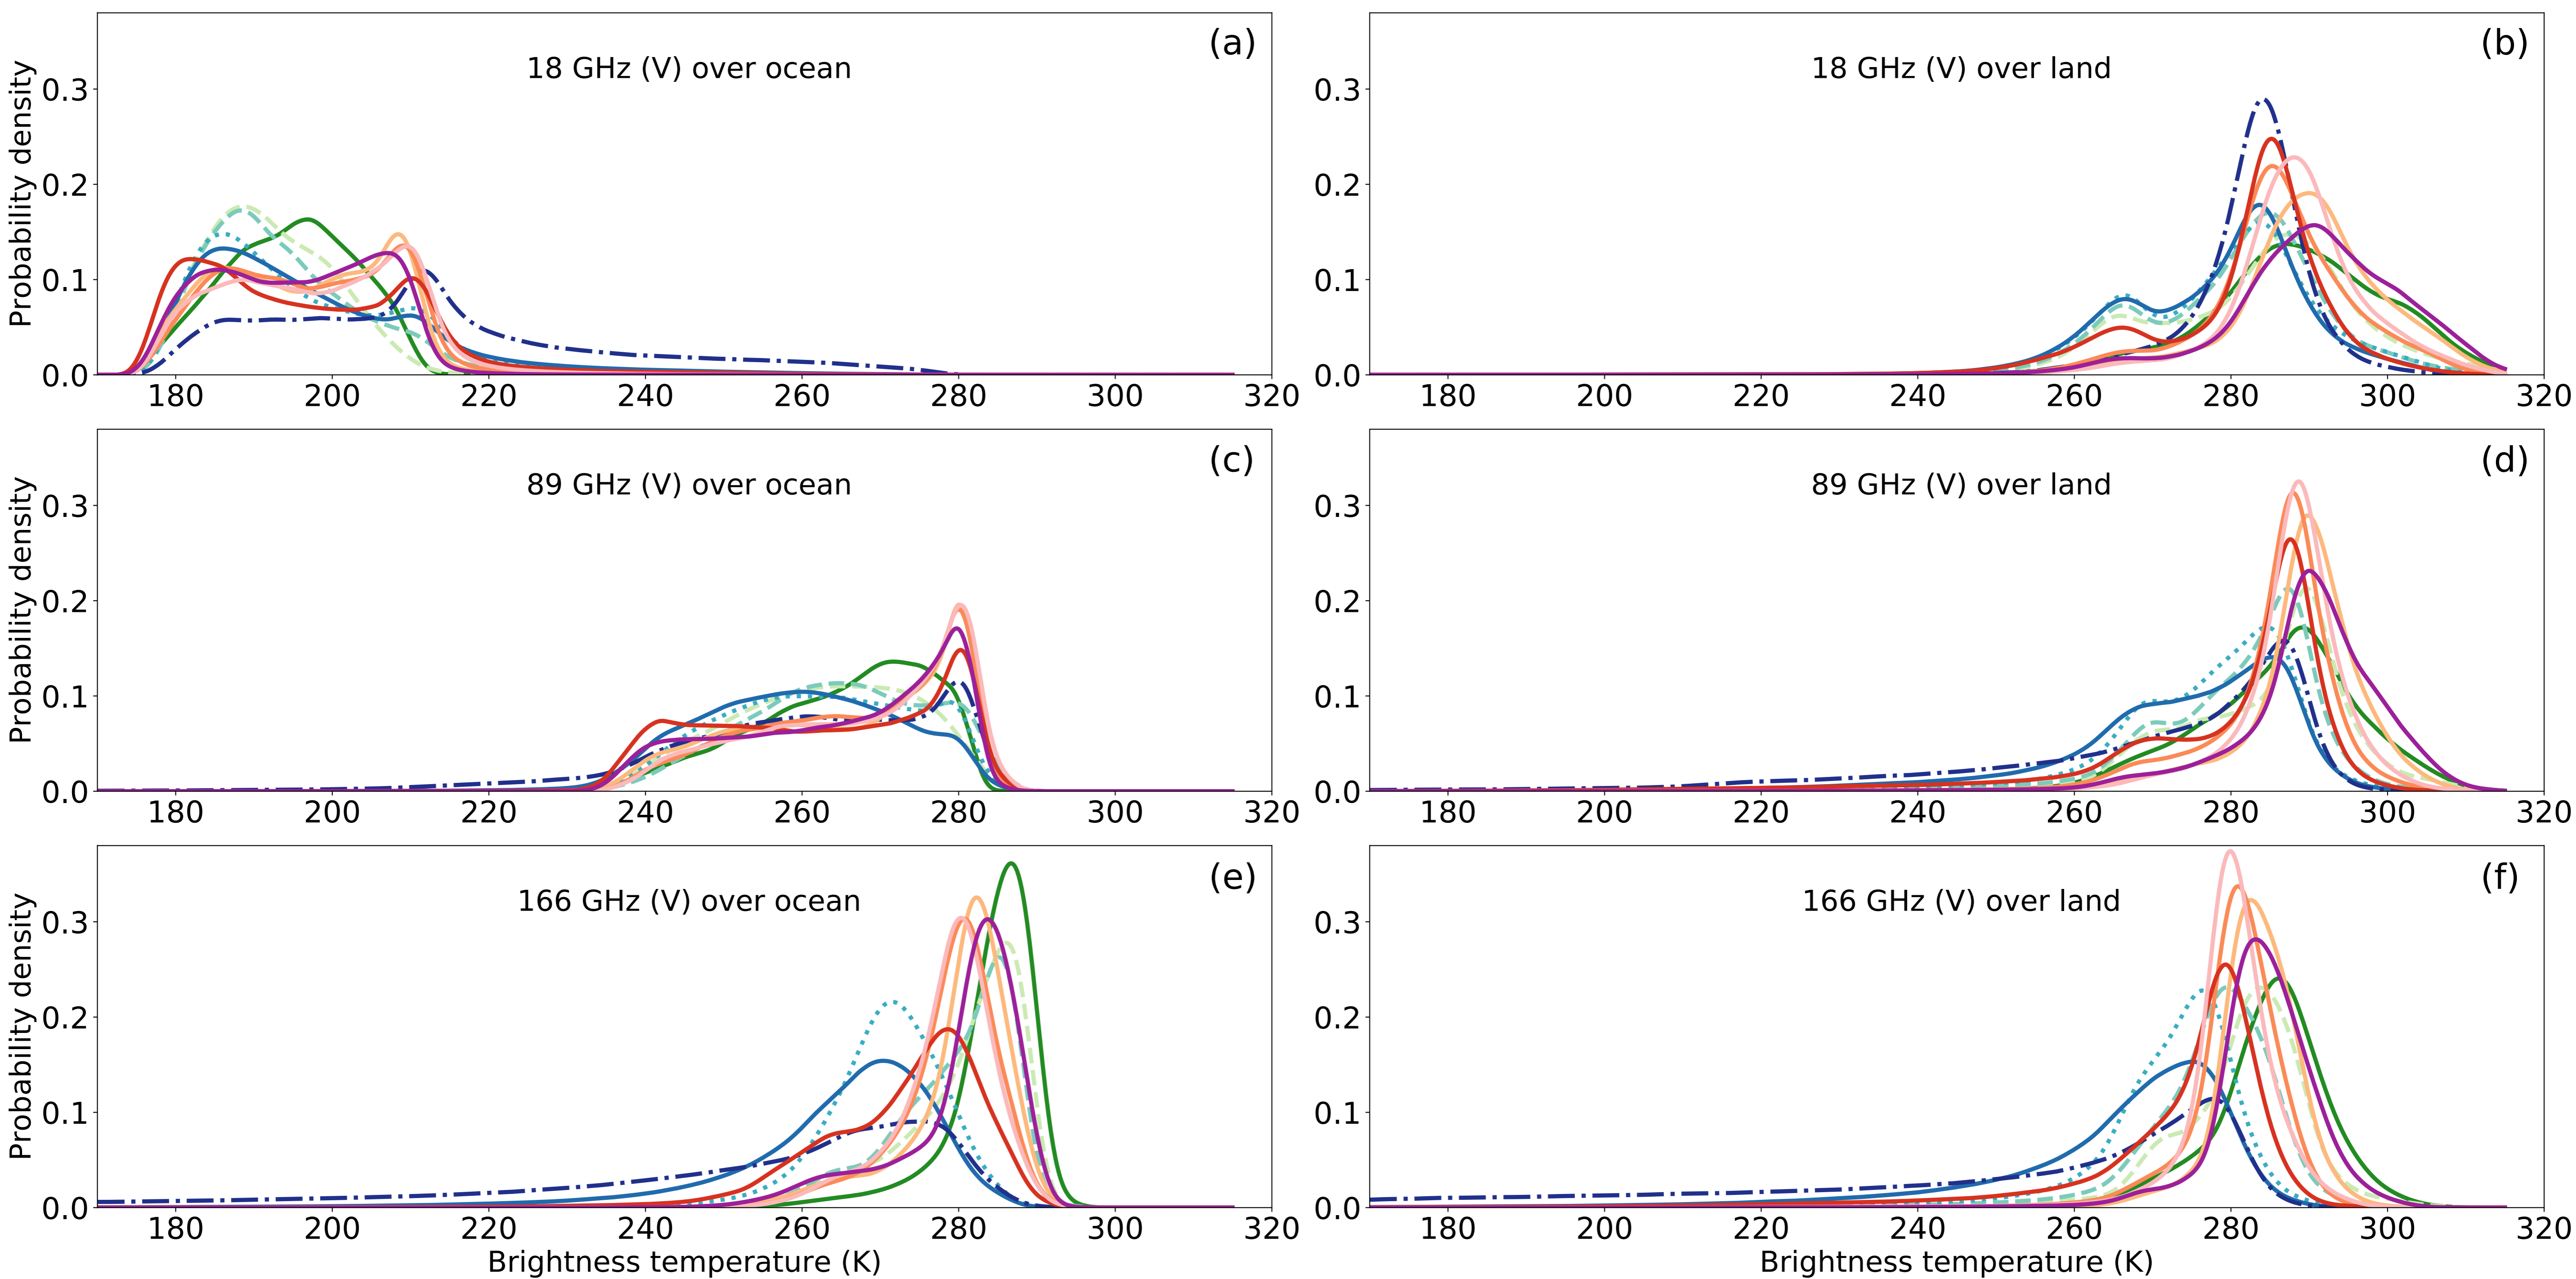 (a)
18 GHz (V) over ocean
Probability density
0.3
0.2
0.1
0.0
180 200 220 240 260 280 300 320
(b)
18 GHz (V) over land
0.3
0.2
0.1
0.0
180 200 220 240 260 280 300 320
(c)
89 GHz (V) over ocean
Probability density
0.3
0.2
0.1
0.0
180 200 220 240 260 280 300 320
(d)
89 GHz (V) over land
0.3
0.2
0.1
0.0
180 200 220 240 260 280 300 320
(e)
166 GHz (V) over ocean
Probability density
0.3
0.2
0.1
0.0
180 200 220 240 260 280 300 320
Brightness temperature (K)
(f)
166 GHz (V) over land
0.3
0.2
0.1
0.0
180 200 220 240 260 280 300 320
Brightness temperature (K)